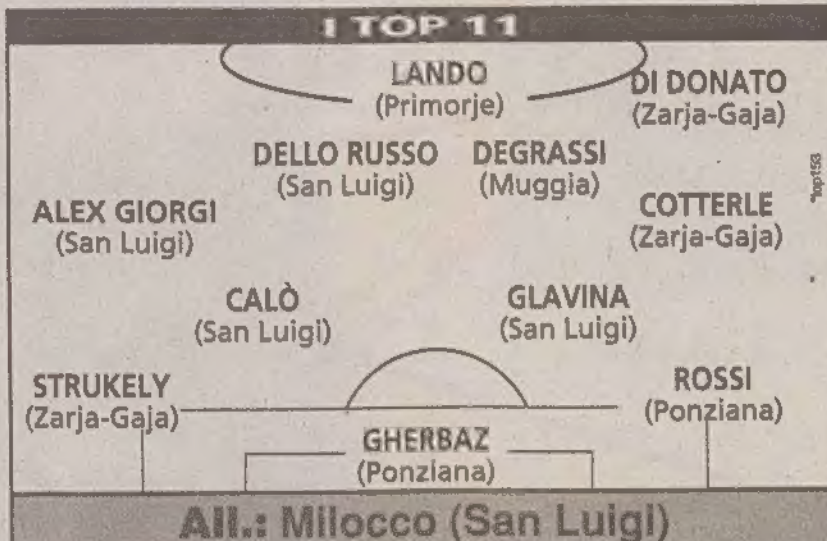 I TOP 11
LANDO
(Primorje)
DI DONATO
(Zarja-Gaja)
DELLO RUSSO
(San Luigi)
DEGRASSI
(Muggia)
ALEX GIORGI
(San Luigi)
COTTERLE
(Zarja-Gaja)
CALÒ
(San Luigi)
GLAVINA
(San Luigi)
STRUKELY
(Zarja-Gaja)
ROSSI
(Ponziana)
GHERBAZ
(Ponziana)
All.: Milocco (San Luigi)